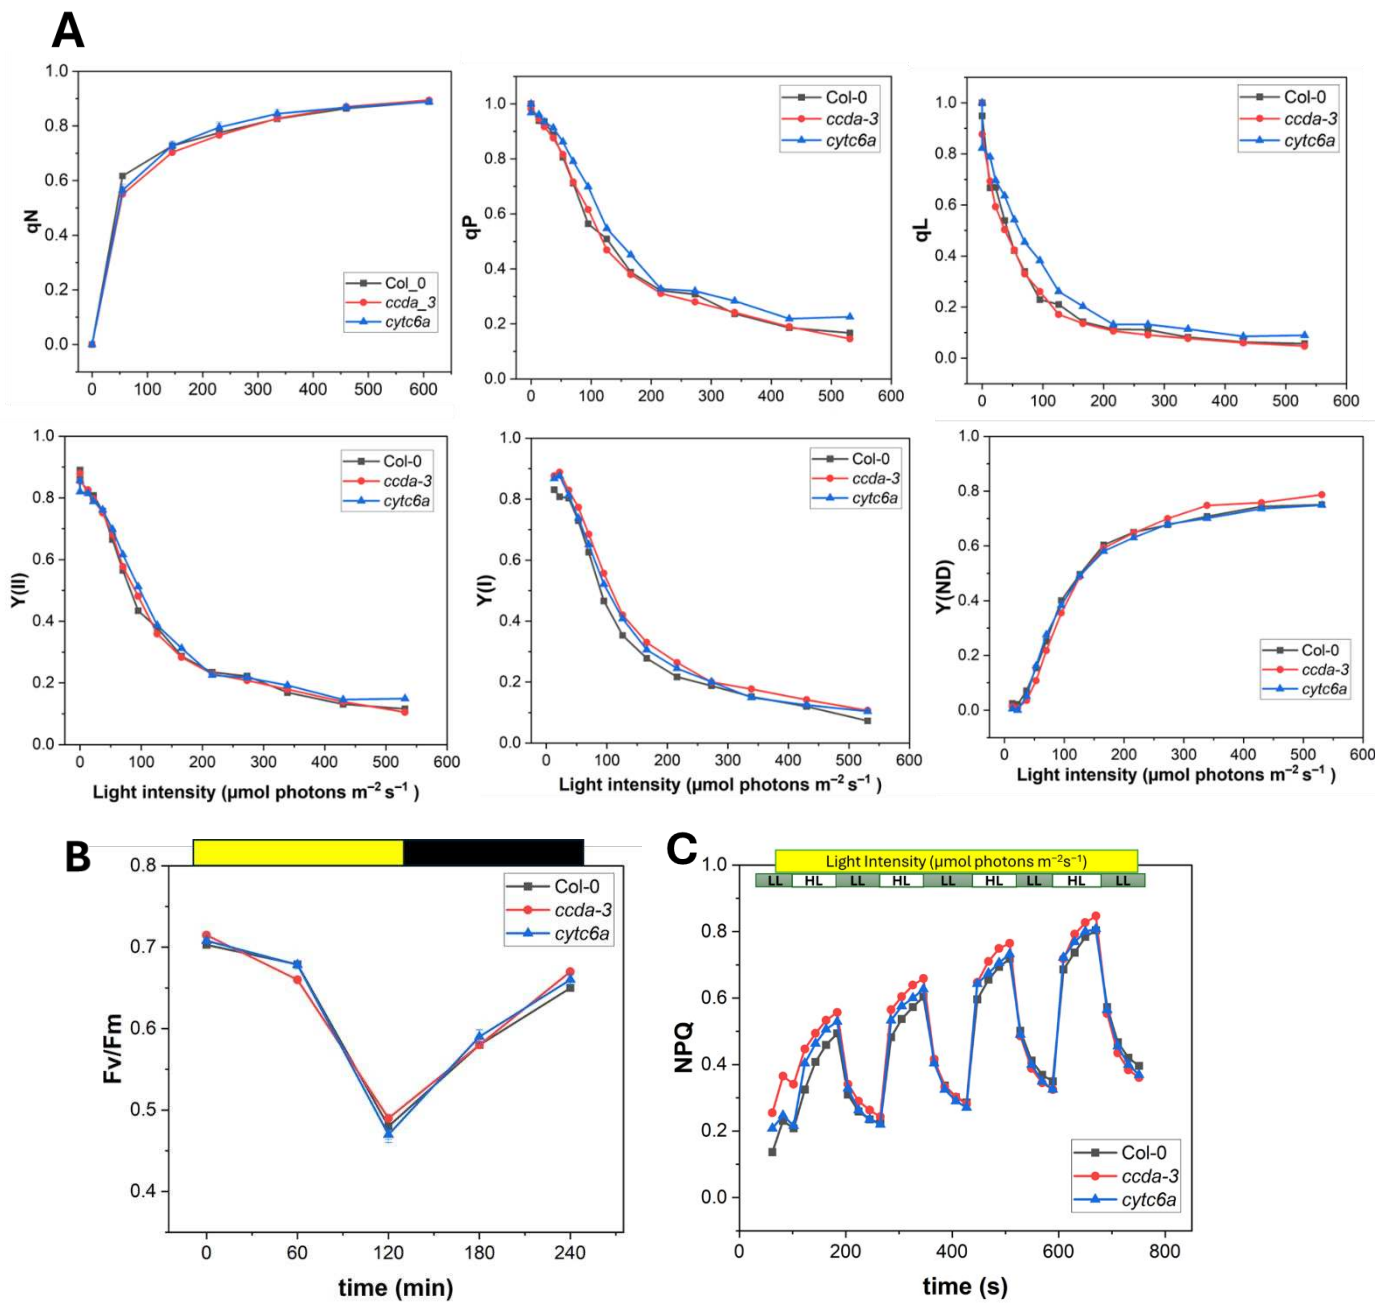 A
1.0
0.8
0.6
0.4
0.2
0.0
qN
0 100 200 300 400 500 600
Col_0
ccda_3
cytc6a
1.0
0.8
0.6
0.4
0.2
0.0
qP
0 100 200 300 400 500 600
Col-0
ccda-3
cytc6a
1.0
0.8
0.6
0.4
0.2
0.0
qL
0 100 200 300 400 500 600
Col-0
ccda-3
cytc6a
1.0
0.8
0.6
0.4
0.2
0.0
Y(II)
0 100 200 300 400 500 600
Light intensity (µmol photons m⁻² s⁻¹ )
Col-0
ccda-3
cytc6a
1.0
0.8
0.6
0.4
0.2
0.0
Y(I)
0 100 200 300 400 500 600
Light intensity (µmol photons m⁻² s⁻¹ )
Col-0
ccda-3
cytc6a
1.0
0.8
0.6
0.4
0.2
0.0
Y(ND)
0 100 200 300 400 500 600
Light intensity (µmol photons m⁻² s⁻¹ )
Col-0
ccda-3
cytc6a
B
0.8
0.7
0.6
0.5
0.4
Fv/Fm
0 60 120 180 240
time (min)
Col-0
ccda-3
cytc6a
C
Light Intensity (µmol photons m⁻²s⁻¹)
LL HL LL HL LL HL LL HL LL
1.0
0.8
0.6
0.4
0.2
0.0
NPQ
0 200 400 600 800
time (s)
Col-0
ccda-3
cytc6a